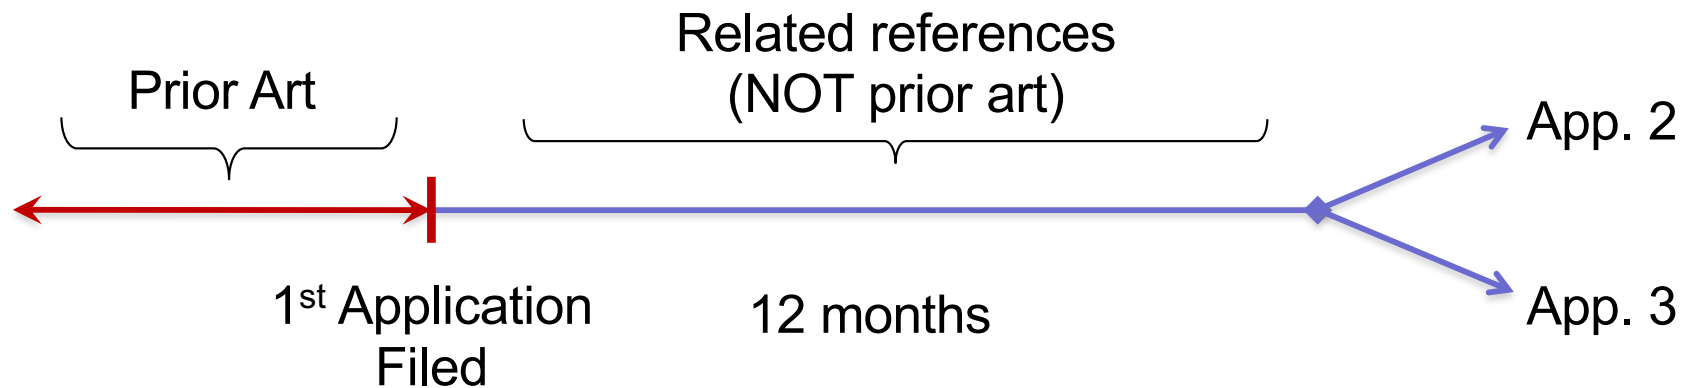 Related references
(NOT prior art)
Prior Art
App. 2
1st Application
Filed
12 months
App. 3